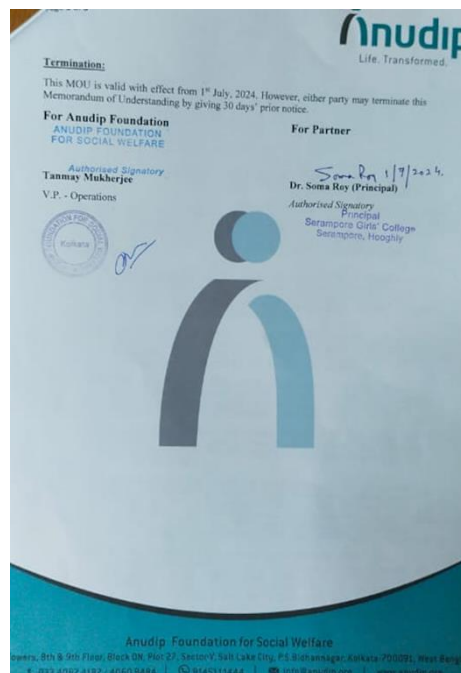 Anudip
Life. Transformed.
Termination:
This MOU is valid with effect from 1st July, 2024. However, either party may terminate this
Memorandum of Understanding by giving 30 days' prior notice.
For Anudip Foundation
ANUDIP FOUNDATION
FOR SOCIAL WELFARE
Authorised Signatory
Tanmay Mukherjee
V.P. - Operations
Kolkata
For Partner
Soma Roy 1/7/2024.
Dr. Soma Roy (Principal)
Authorised Signatory
Principal
Serampore Girls' College
Serampore, Hooghly
Anudip Foundation for Social Welfare
owers, 8th & 9th Floor, Block DN, Plot 27, Sector-V, Salt Lake City, P.S. Bidhannagar, Kolkata-700091, West Beng